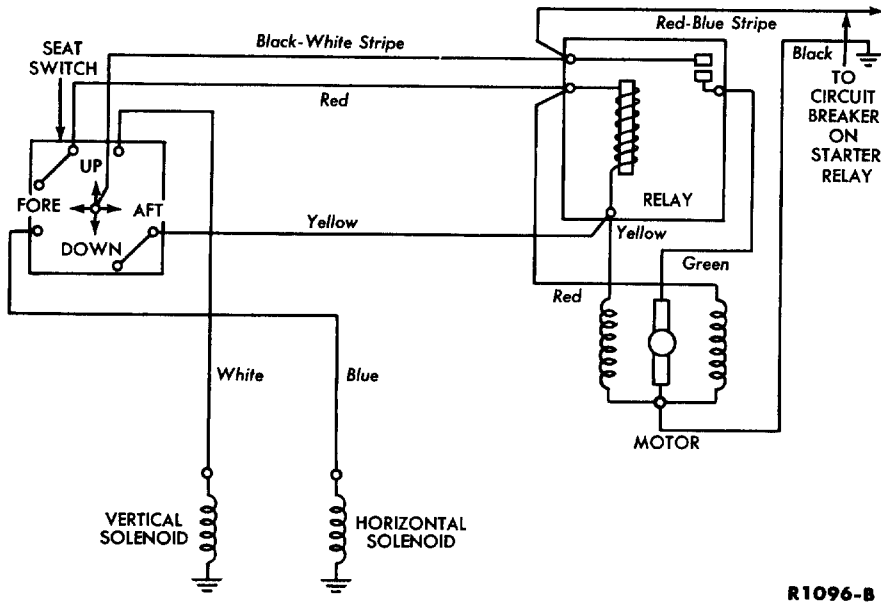 Red-Blue Stripe
Black-White Stripe
Black
SEAT
SWITCH
Red
TO
CIRCUIT
BREAKER
ON
STARTER
RELAY
UP
FORE
AFT
DOWN
RELAY
Yellow
Yellow
Green
Red
White
Blue
MOTOR
VERTICAL
SOLENOID
HORIZONTAL
SOLENOID
R1096-B